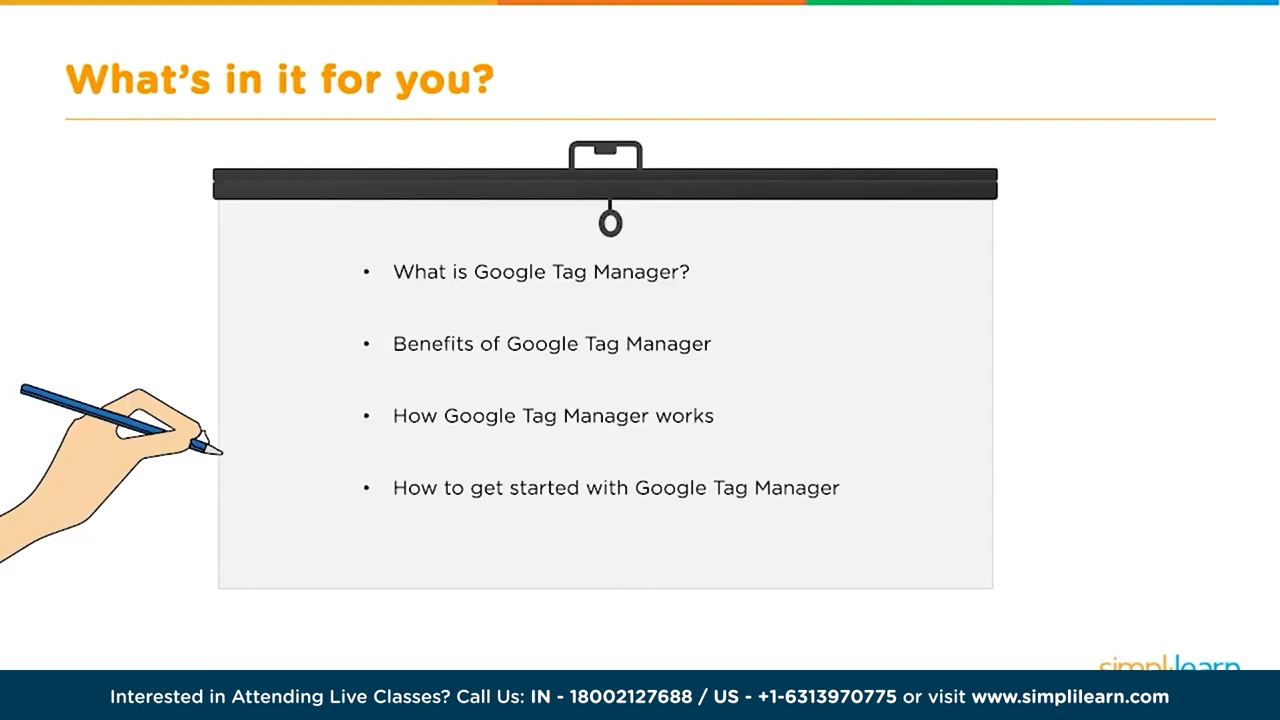 What's in it for you?
• What is Google Tag Manager?
• Benefits of Google Tag Manager
• How Google Tag Manager works
• How to get started with Google Tag Manager
simplilearn
Interested in Attending Live Classes? Call Us: IN - 18002127688 / US - +1-6313970775 or visit www.simplilearn.com